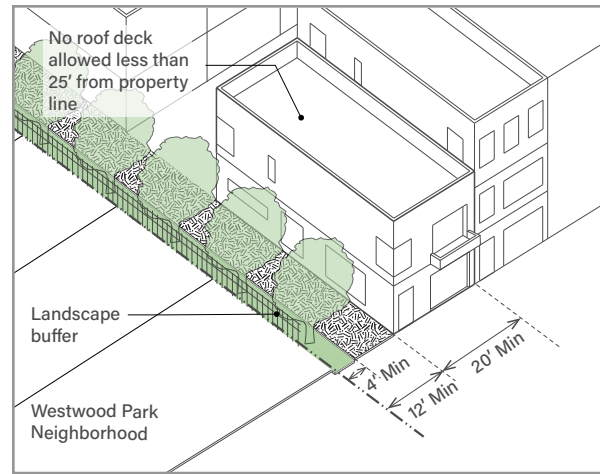 No roof deck
allowed less than
25′ from property
line
Landscape
buffer
Westwood Park
Neighborhood
4′ Min
12′ Min
20′ Min